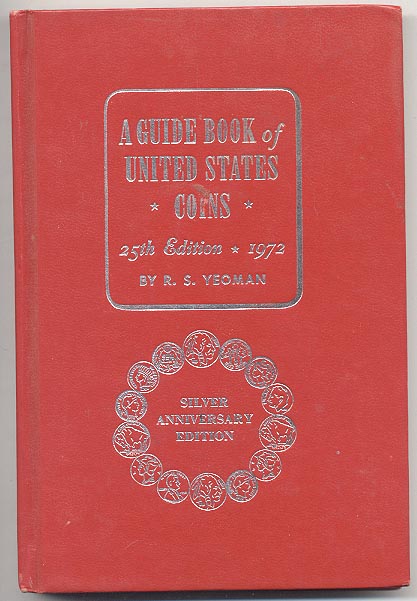 A GUIDE BOOK of
UNITED STATES
* COINS *
25th Edition * 1972
BY R. S. YEOMAN
SILVER
ANNIVERSARY
EDITION